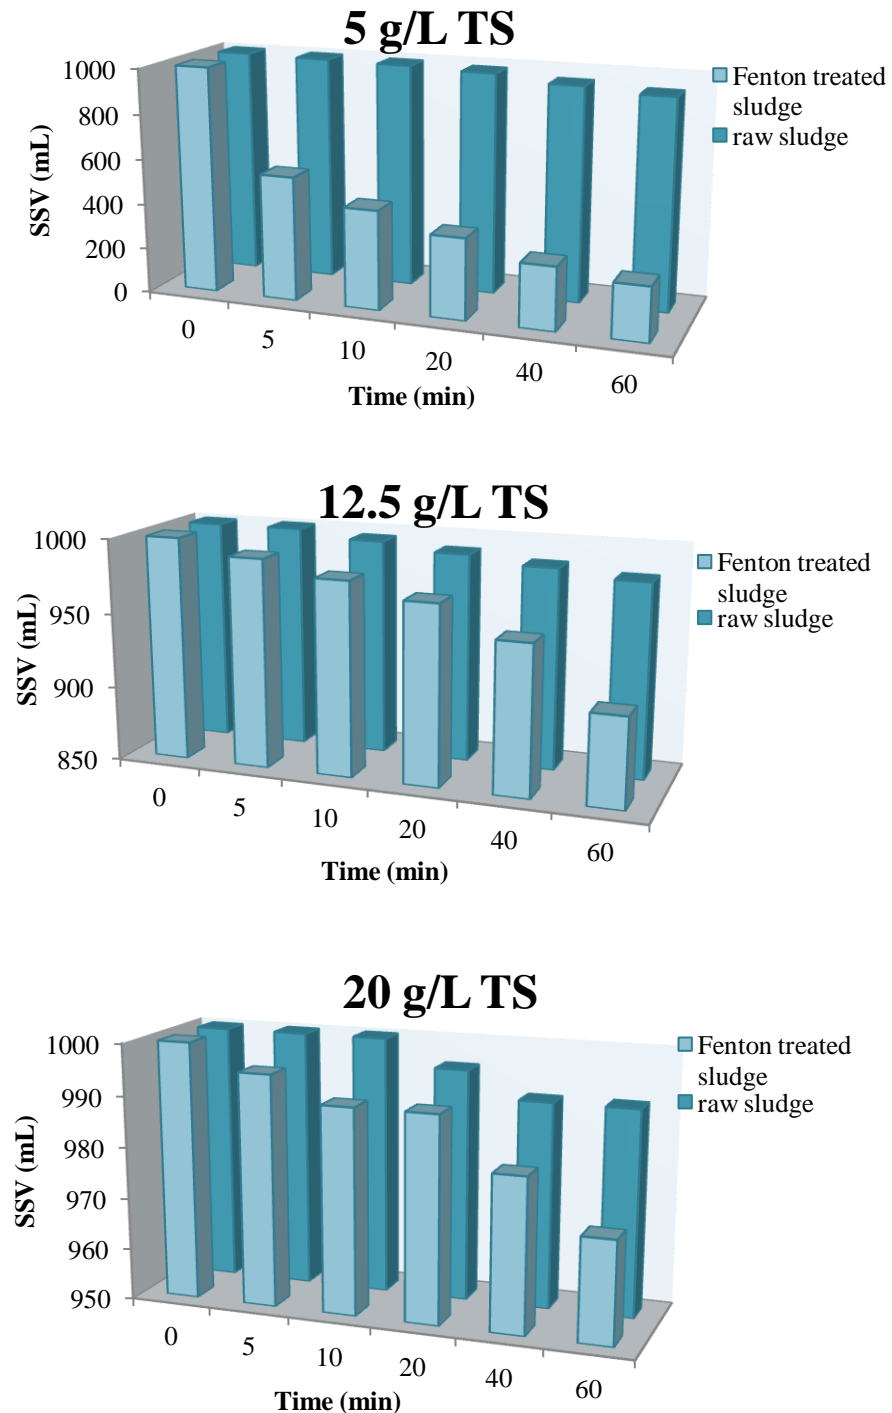 5 g/L TS
1000
800
600
400
200
0
SSV (mL)
0
5
10
20
40
60
Time (min)
Fenton treated
sludge
raw sludge
12.5 g/L TS
1000
950
900
850
SSV (mL)
0
5
10
20
40
60
Time (min)
Fenton treated
sludge
raw sludge
20 g/L TS
1000
990
980
970
960
950
SSV (mL)
0
5
10
20
40
60
Time (min)
Fenton treated
sludge
raw sludge